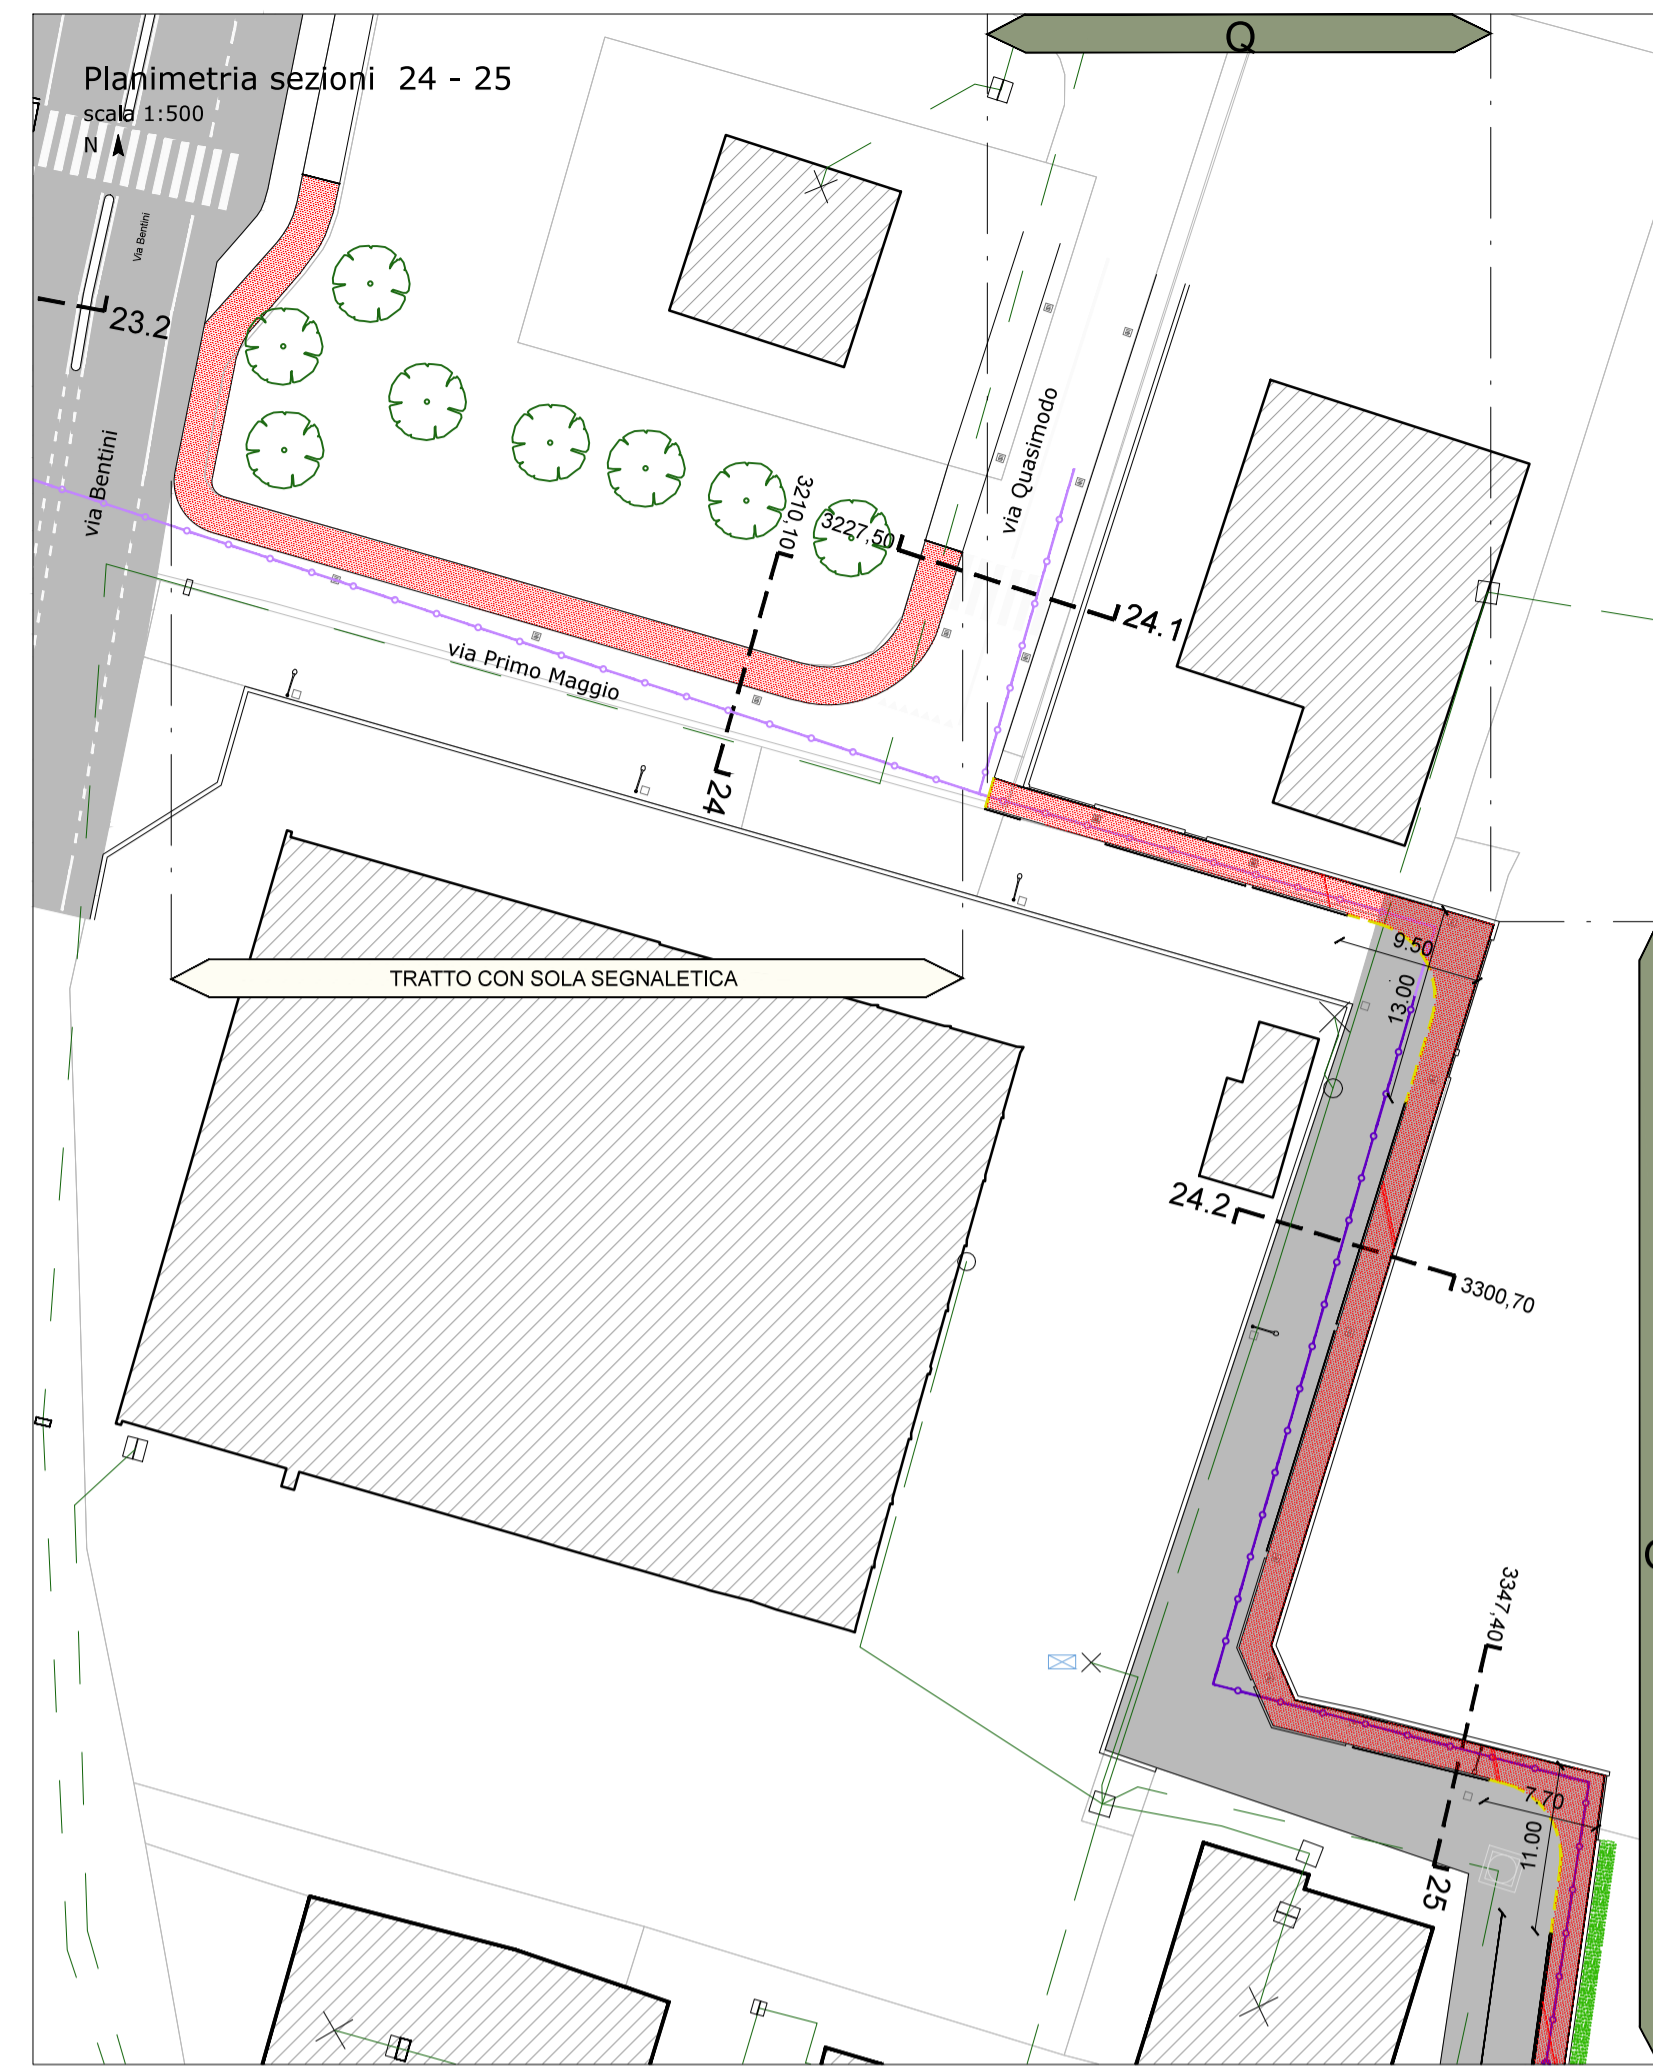 Q
Planimetria sezioni 24 - 25
scala 1:500
N
Via Bentini
23.2
via Bentini
via Quasimodo
3210,10
3227,50
24.1
via Primo Maggio
24
9.50
13.00
TRATTO CON SOLA SEGNALETICA
24.2
3300,70
3347,40
7.70
11.00
25